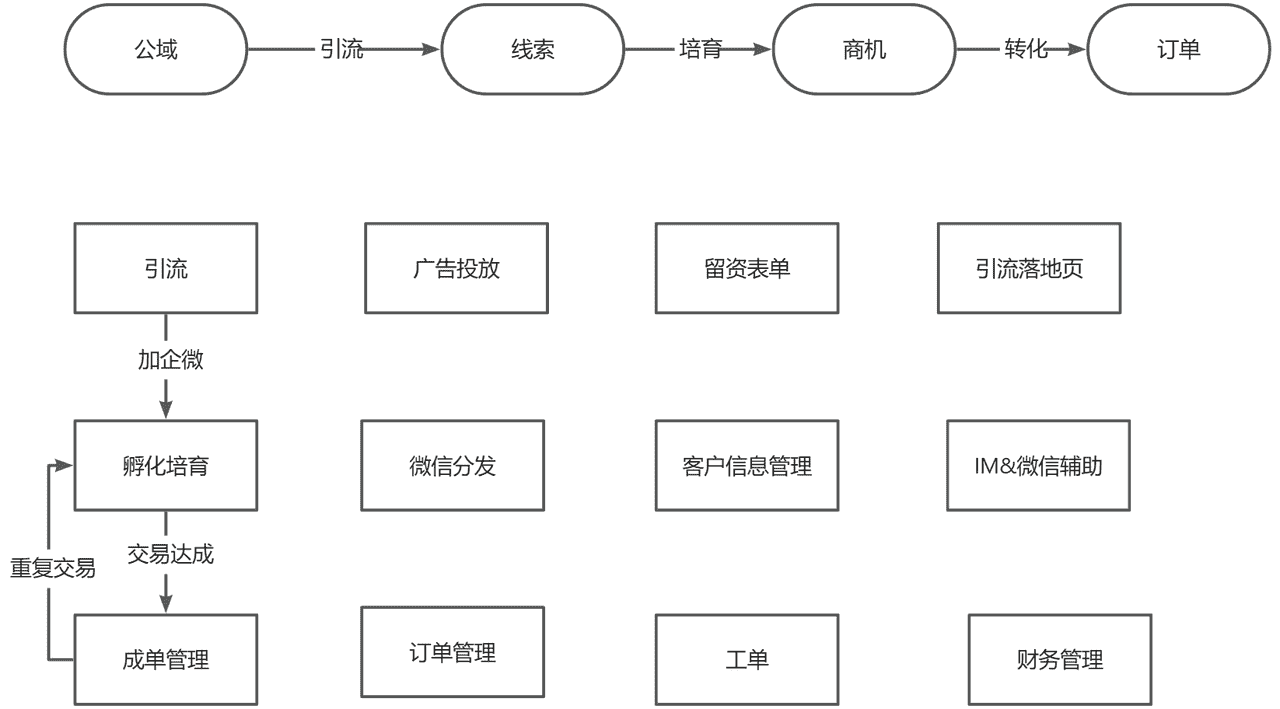 公域
引流
线索
培育
商机
转化
订单
引流
广告投放
留资表单
引流落地页
加企微
孵化培育
微信分发
客户信息管理
IM&微信辅助
交易达成
重复交易
成单管理
订单管理
工单
财务管理